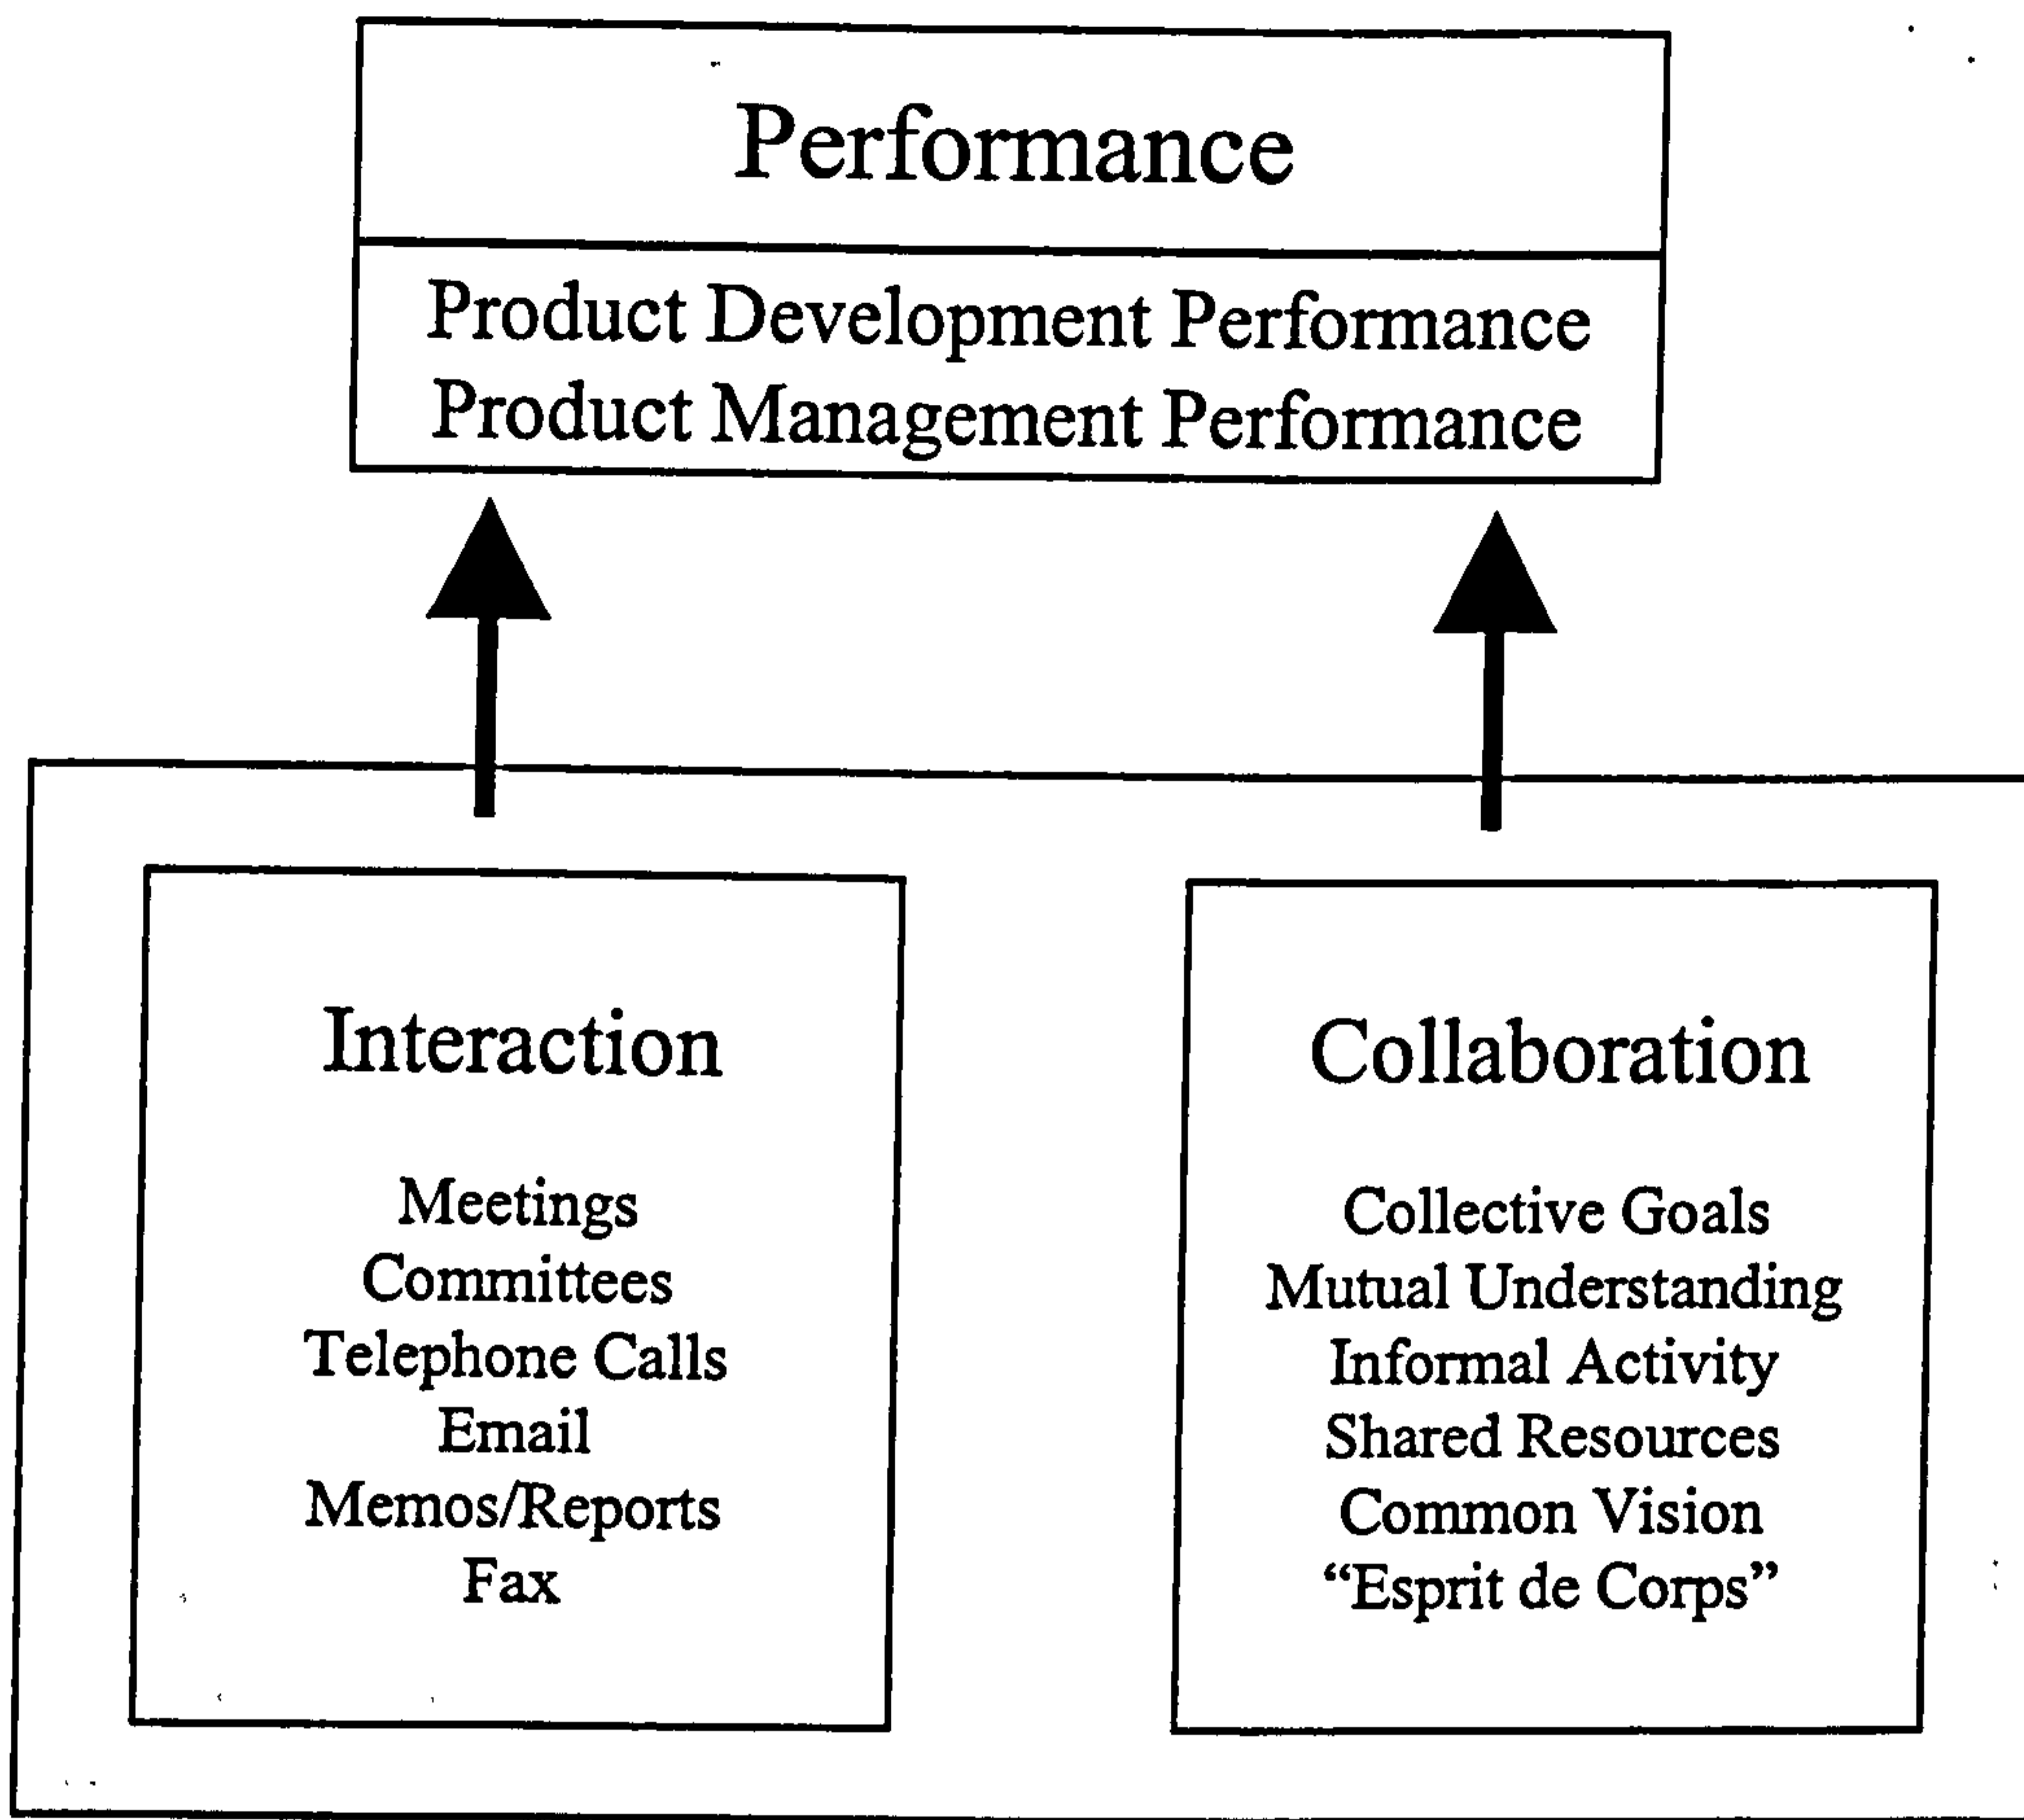 Performance
Product Development Performance
Product Management Performance
Interaction
Meetings
Committees
Telephone Calls
Email
Memos/Reports
Fax
Collaboration
Collective Goals
Mutual Understanding
Informal Activity
Shared Resources
Common Vision
“Esprit de Corps”